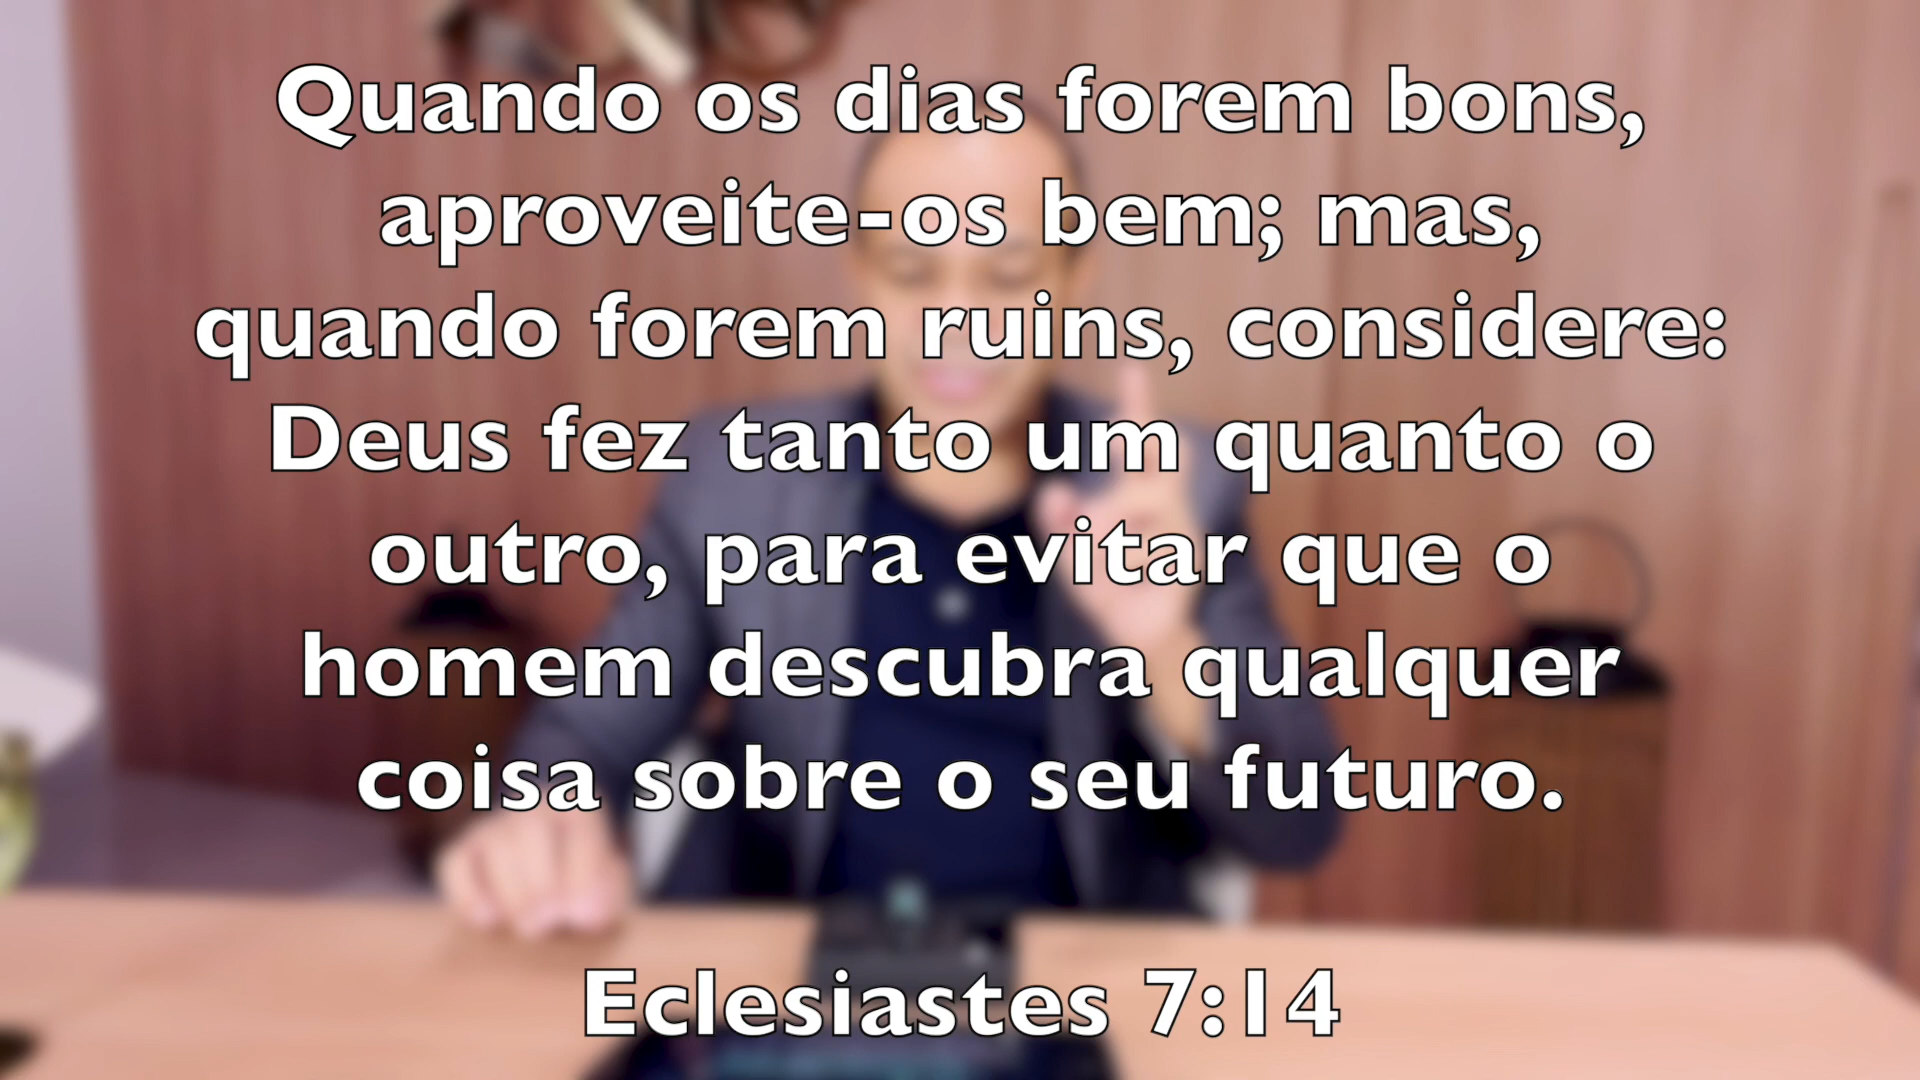 Quando os dias forem bons,
aproveite-os bem; mas,
quando forem ruins, considere:
Deus fez tanto um quanto o
outro, para evitar que o
homem descubra qualquer
coisa sobre o seu futuro.
Eclesiastes 7:14